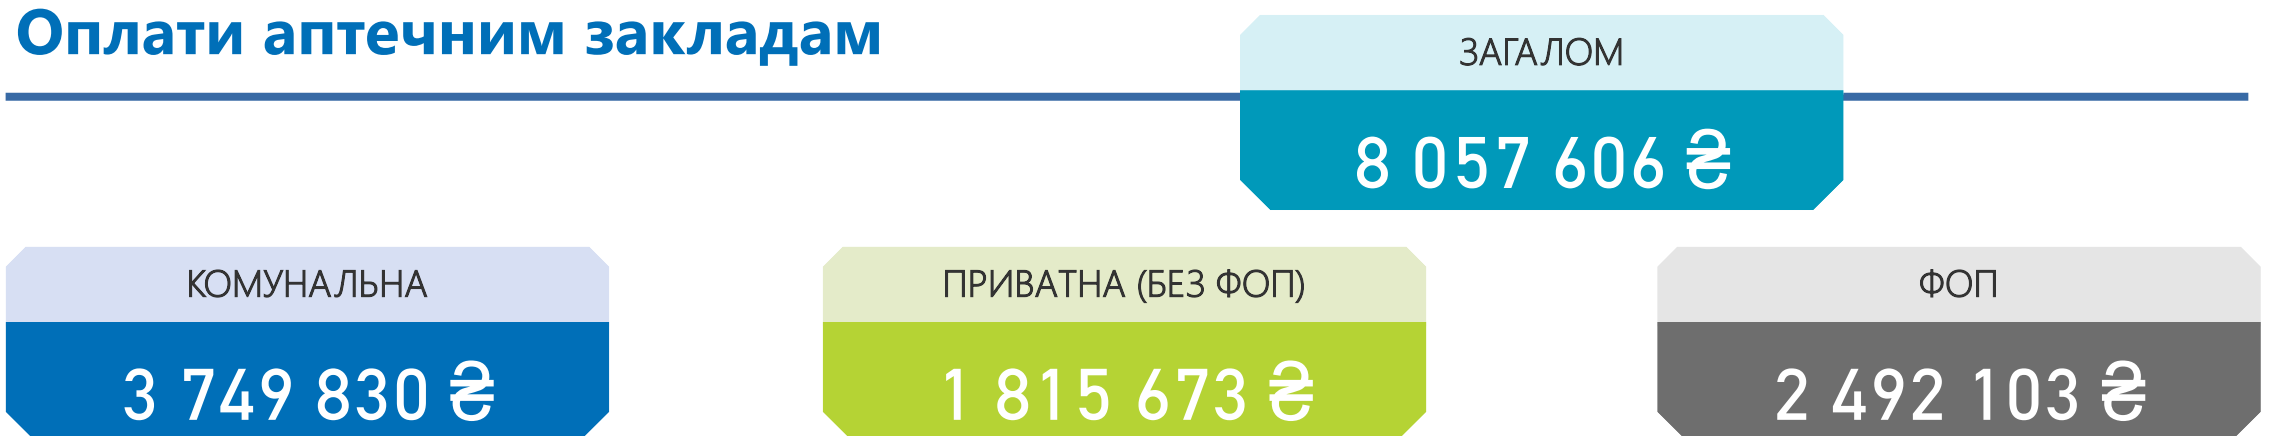 Оплати аптечним закладам
ЗАГАЛОМ
8 057 606 ₴
КОМУНАЛЬНА
3 749 830 ₴
ПРИВАТНА (БЕЗ ФОП)
1 815 673 ₴
ФОП
2 492 103 ₴